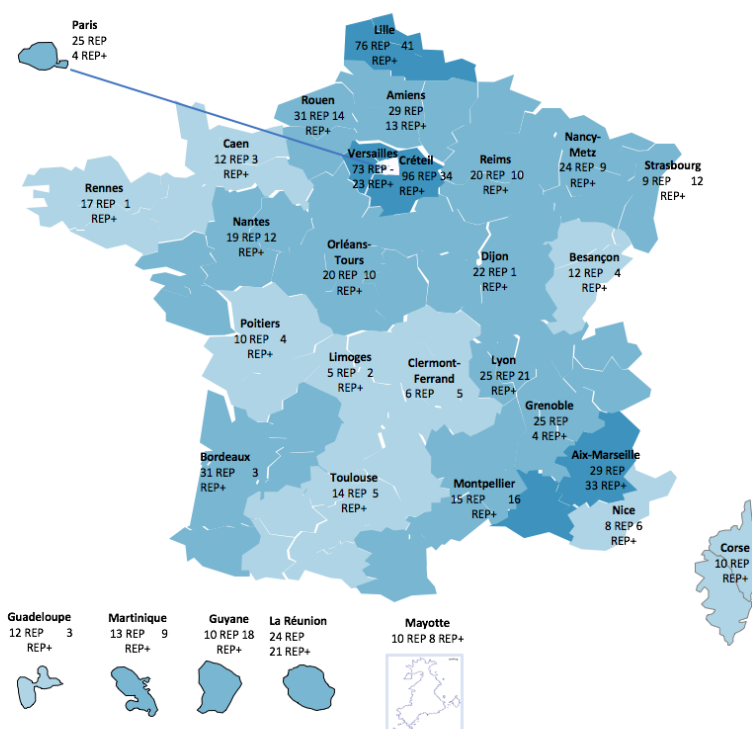 Paris
25 REP
4 REP+
Lille
76 REP 41
REP+
Amiens
29 REP
13 REP+
Rouen
31 REP 14
REP+
Caen
12 REP 3
REP+
Versailles
73 REP -
23 REP+
Créteil
96 REP 34
REP+
Reims
20 REP 10
REP+
Nancy-
Metz
24 REP 9
REP+
Strasbourg
9 REP 12
REP+
Rennes
17 REP 1
REP+
Nantes
19 REP 12
REP+
Orléans-
Tours
20 REP 10
REP+
Dijon
22 REP 1
REP+
Besançon
12 REP 4
REP+
Poitiers
10 REP 4
REP+
Limoges
5 REP 2
REP+
Clermont-
Ferrand
6 REP 5
Lyon
25 REP 21
REP+
Grenoble
25 REP
4 REP+
Bordeaux
31 REP 3
REP+
Toulouse
14 REP 5
REP+
Montpellier
15 REP 16
REP+
Aix-Marseille
29 REP
33 REP+
Nice
8 REP 6
REP+
Corse
10 REP
REP+
Guadeloupe
12 REP 3
REP+
Martinique
13 REP 9
REP+
Guyane
10 REP 18
REP+
La Réunion
24 REP
21 REP+
Mayotte
10 REP 8 REP+